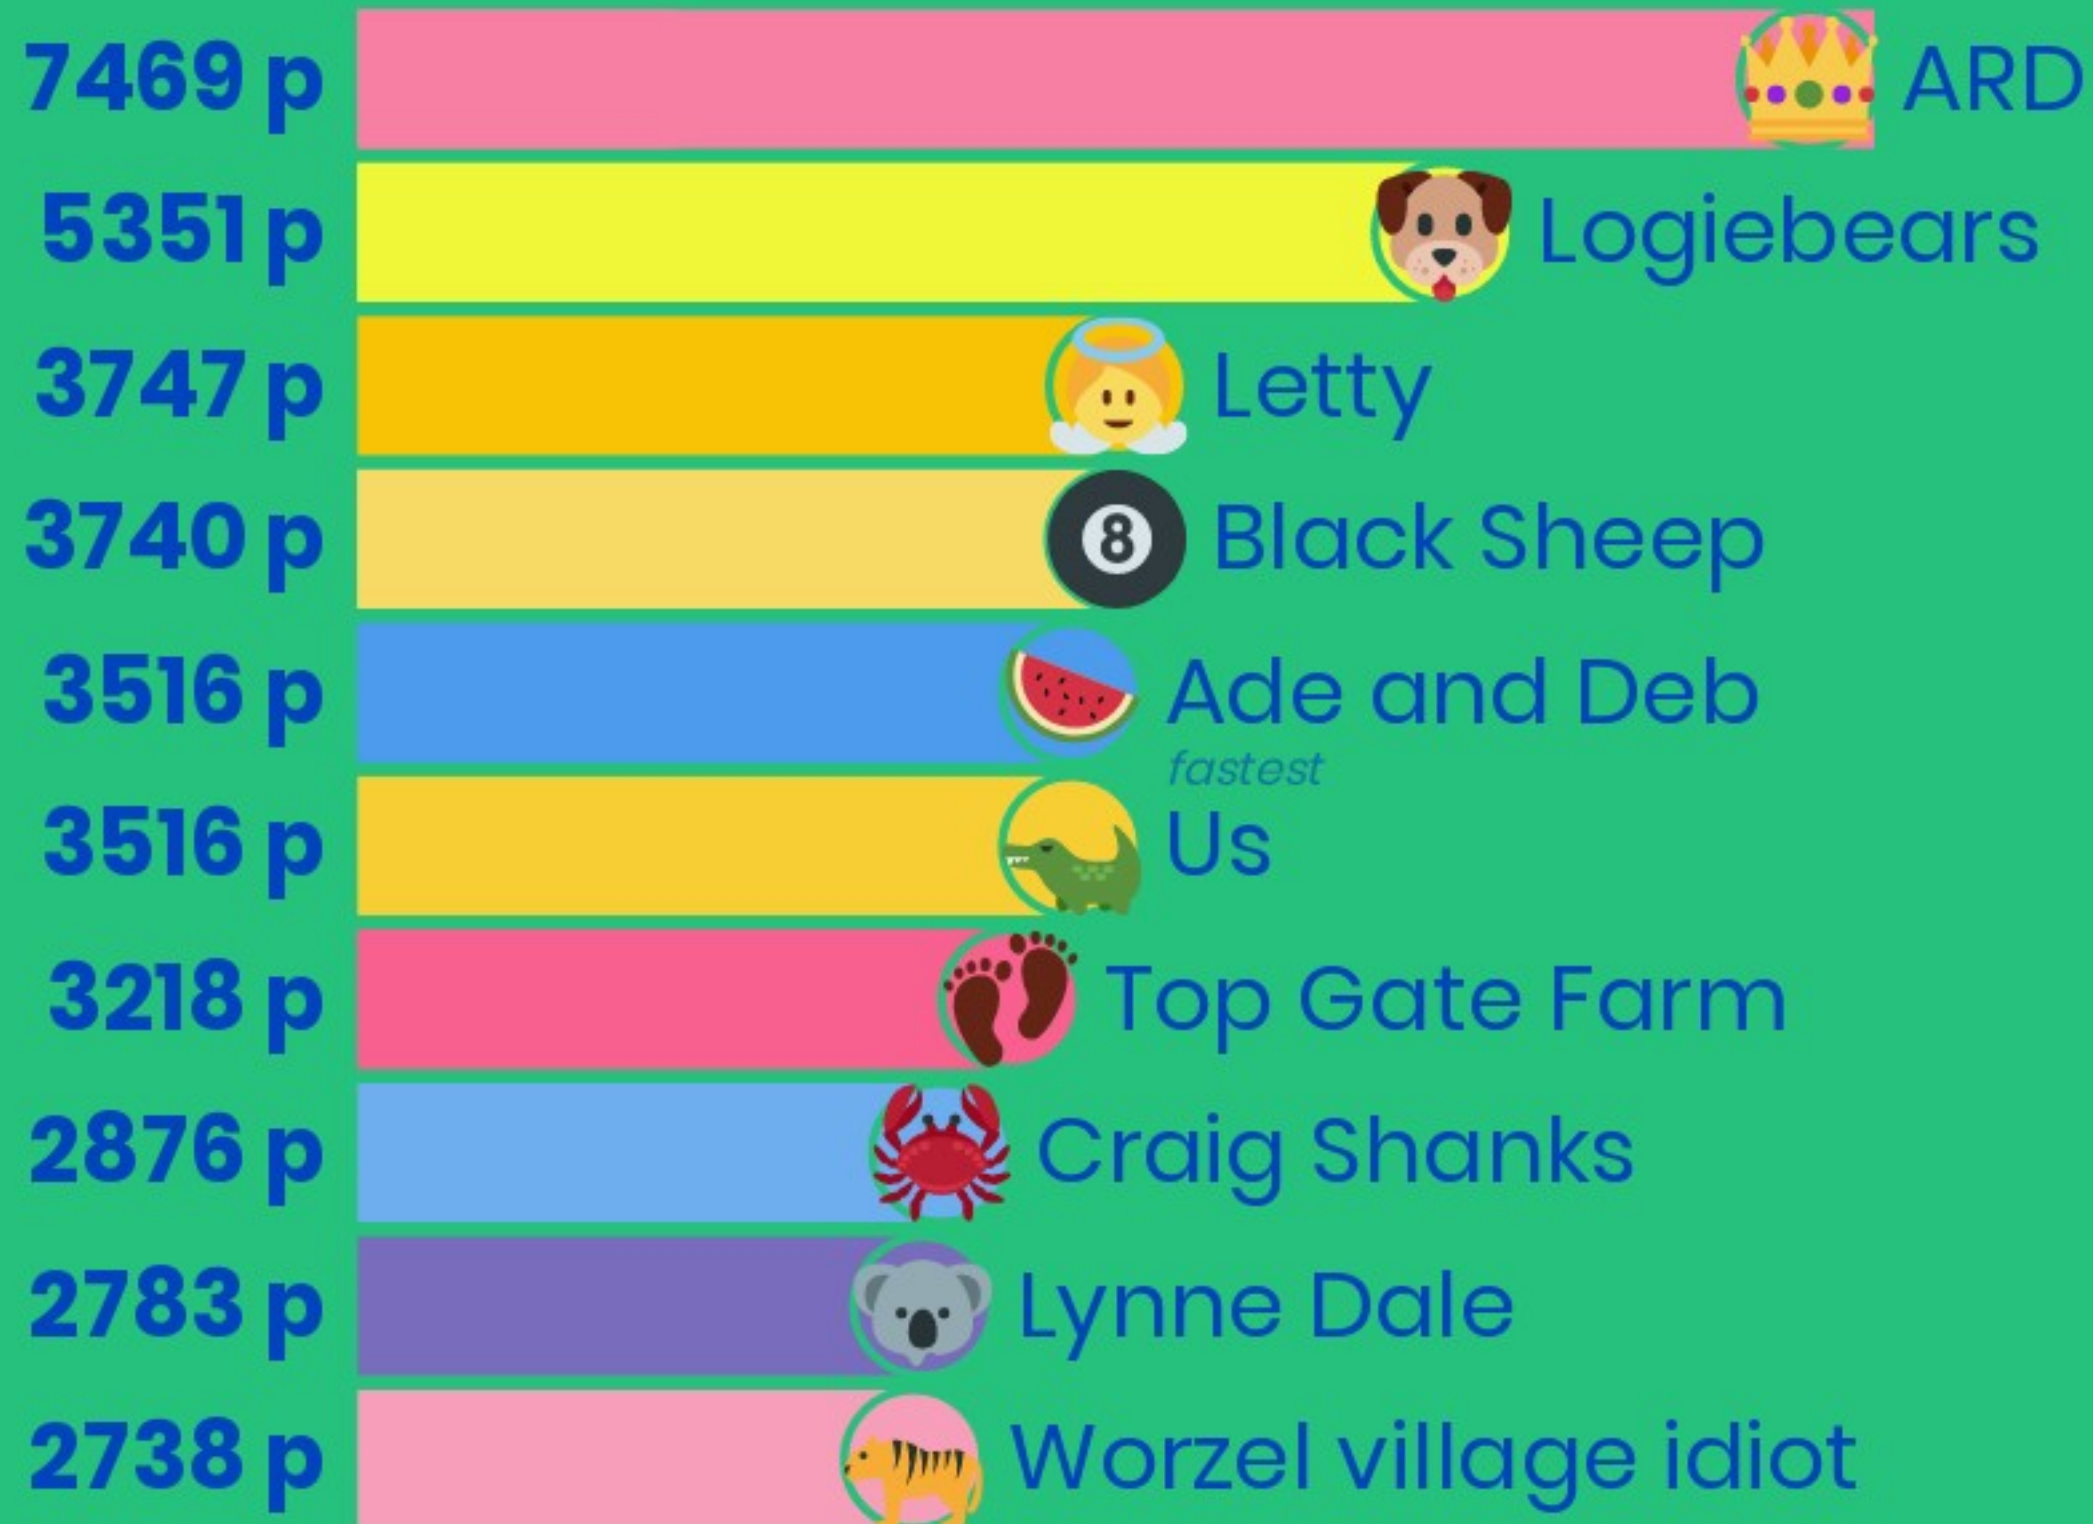 7469 p ARD
5351 p Logiebears
3747 p Letty
3740 p 8 Black Sheep
3516 p Ade and Deb
fastest
3516 p Us
3218 p Top Gate Farm
2876 p Craig Shanks
2783 p Lynne Dale
2738 p Worzel village idiot